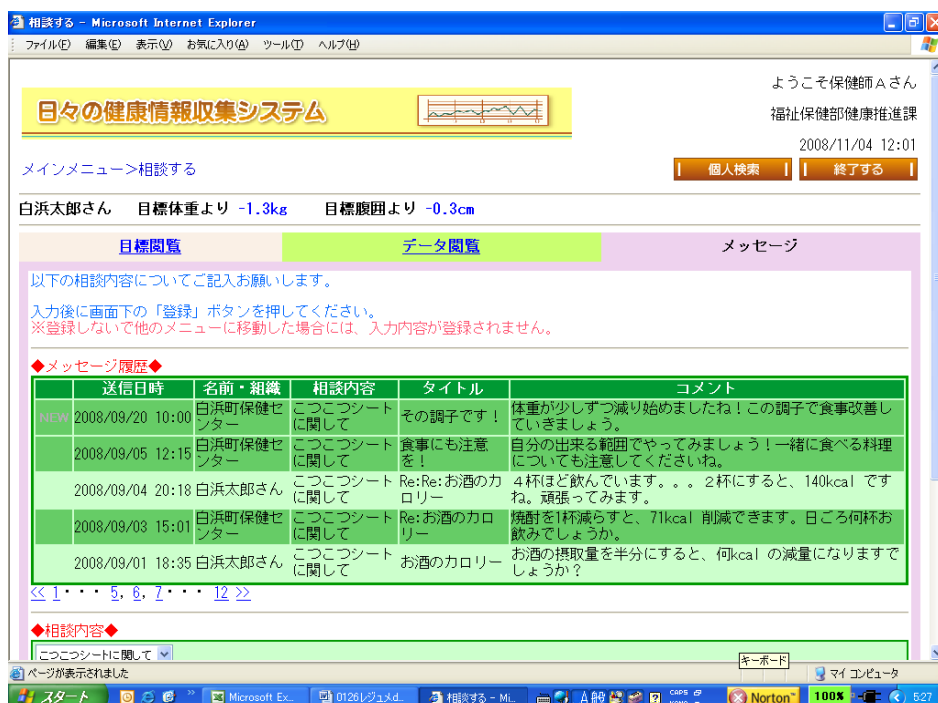 相談する - Microsoft Internet Explorer
ファイル(F) 編集(E) 表示(V) お気に入り(A) ツール(T) ヘルプ(H)
ようこそ保健師Aさん
日々の健康情報収集システム
福祉保健部健康推進課
2008/11/04 12:01
メインメニュー>相談する
個人検索 終了する
白浜太郎さん 目標体重より -1.3kg 目標腹囲より -0.3cm
目標閲覧 データ閲覧 メッセージ
以下の相談内容についてご記入お願いします。
入力後に画面下の「登録」ボタンを押してください。
※登録しないで他のメニューに移動した場合には、入力内容が登録されません。
◆メッセージ履歴◆
送信日時 名前・組織 相談内容 タイトル コメント
NEW 2008/09/20 10:00 白浜町保健センター こつこつシートに関して その調子です! 体重が少しずつ減り始めましたね!この調子で食事改善していきましょう。
2008/09/05 12:15 白浜町保健センター こつこつシートに関して 食事にも注意を! 自分の出来る範囲でやってみましょう!一緒に食べる料理についても注意してくださいね。
2008/09/04 20:18 白浜太郎さん こつこつシートに関して Re:Re:お酒のカロリー 4杯ほど飲んでいます。。。2杯にすると、140kcal ですね。頑張ってみます。
2008/09/03 15:01 白浜町保健センター こつこつシートに関して Re:お酒のカロリー 焼酎を1杯減らすと、71kcal 削減できます。日ごろ何杯お飲みでしょうか。
2008/09/01 18:35 白浜太郎さん こつこつシートに関して お酒のカロリー お酒の摂取量を半分にすると、何kcal の減量になりますでしょうか?
<< 1・・・ 5, 6, 7・・・ 12 >>
◆相談内容◆
こつこつシートに関して
キーボード
ページが表示されました マイ コンピュータ
スタート » Microsoft Ex... 0126レジュメd... 相談する - Mi... A 般 CAPS Norton 100% 5:27